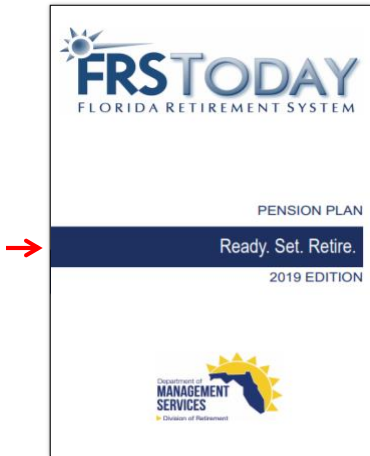 FRSTODAY
FLORIDA RETIREMENT SYSTEM
PENSION PLAN
Ready. Set. Retire.
2019 EDITION
Department of
MANAGEMENT
SERVICES
Division of Retirement